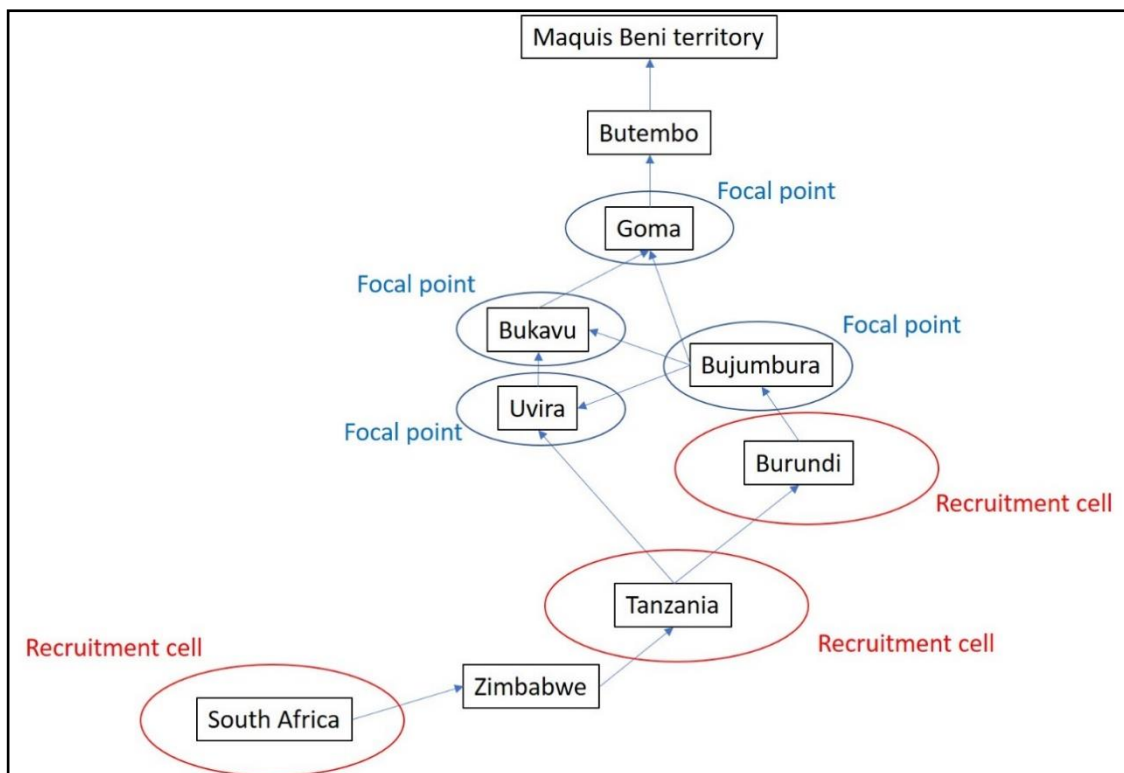 Maquis Beni territory
Butembo
Focal point
Goma
Focal point
Bukavu
Focal point
Bujumbura
Uvira
Focal point
Burundi
Recruitment cell
Tanzania
Recruitment cell
Recruitment cell
Zimbabwe
South Africa